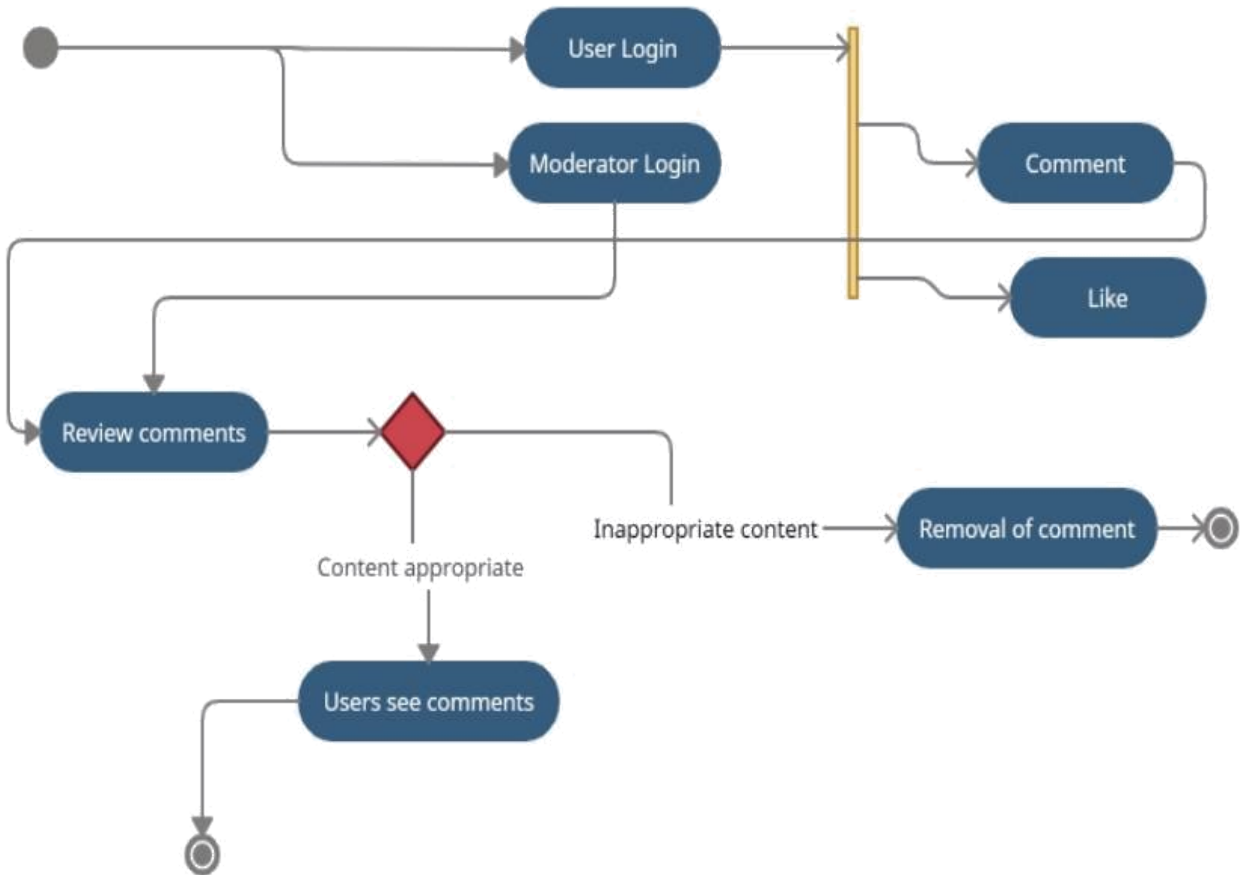 User Login
Moderator Login
Comment
Like
Review comments
Inappropriate content
Removal of comment
Content appropriate
Users see comments